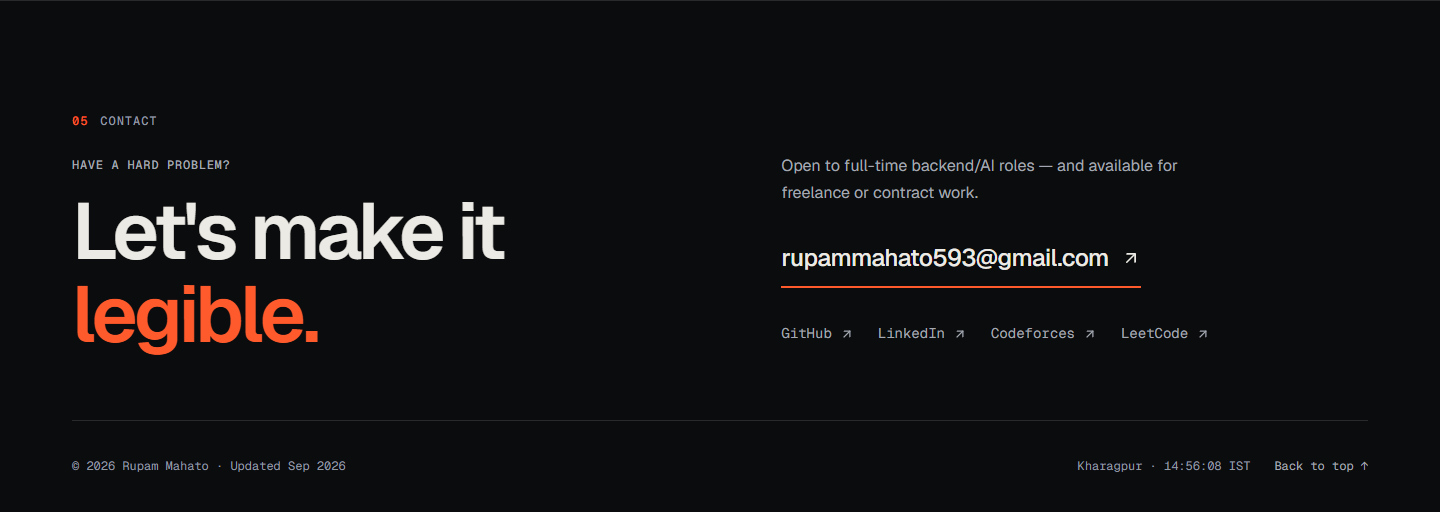 05 CONTACT
HAVE A HARD PROBLEM?
Let's make it
legible.
Open to full-time backend/AI roles — and available for
freelance or contract work.
rupammahato593@gmail.com ↗
GitHub ↗ LinkedIn ↗ Codeforces ↗ LeetCode ↗
© 2026 Rupam Mahato · Updated Sep 2026
Kharagpur · 14:56:08 IST Back to top ↑